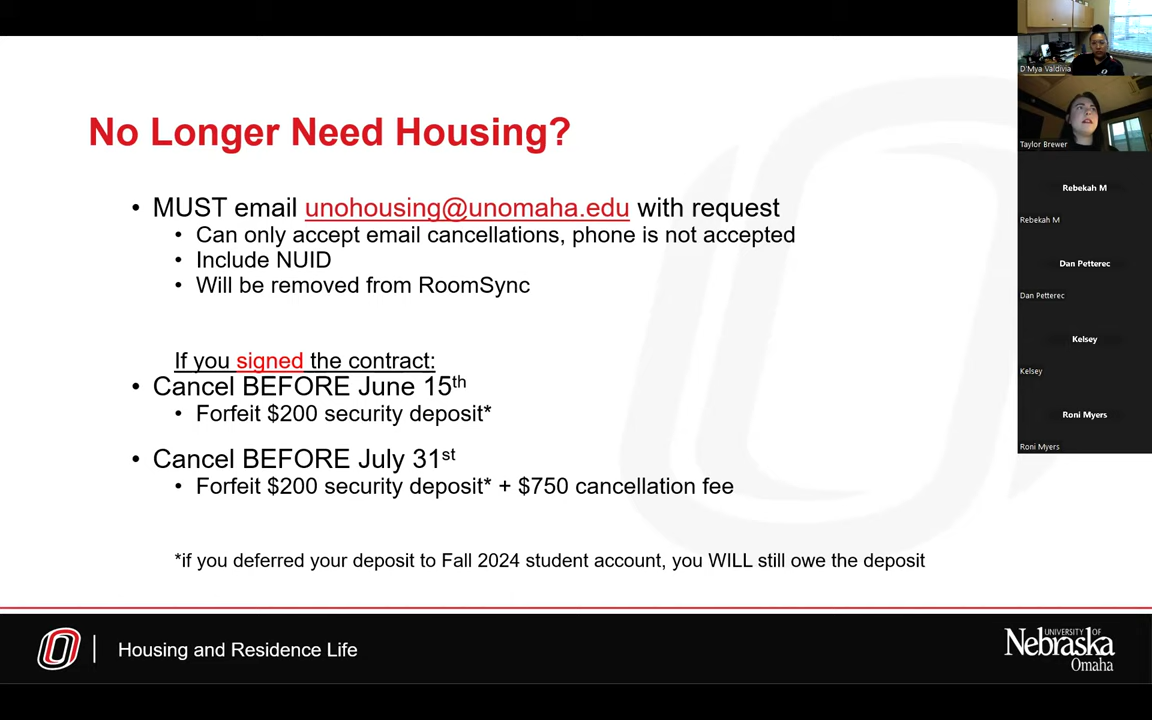 No Longer Need Housing?
• MUST email unohousing@unomaha.edu with request
• Can only accept email cancellations, phone is not accepted
• Include NUID
• Will be removed from RoomSync
If you signed the contract:
• Cancel BEFORE June 15th
• Forfeit $200 security deposit*
• Cancel BEFORE July 31st
• Forfeit $200 security deposit* + $750 cancellation fee
*if you deferred your deposit to Fall 2024 student account, you WILL still owe the deposit
Housing and Residence Life
UNIVERSITY OF
Nebraska
Omaha
D'Mya Valdivia
Taylor Brewer
Rebekah M
Rebekah M
Dan Petterec
Dan Petterec
Kelsey
Kelsey
Roni Myers
Roni Myers